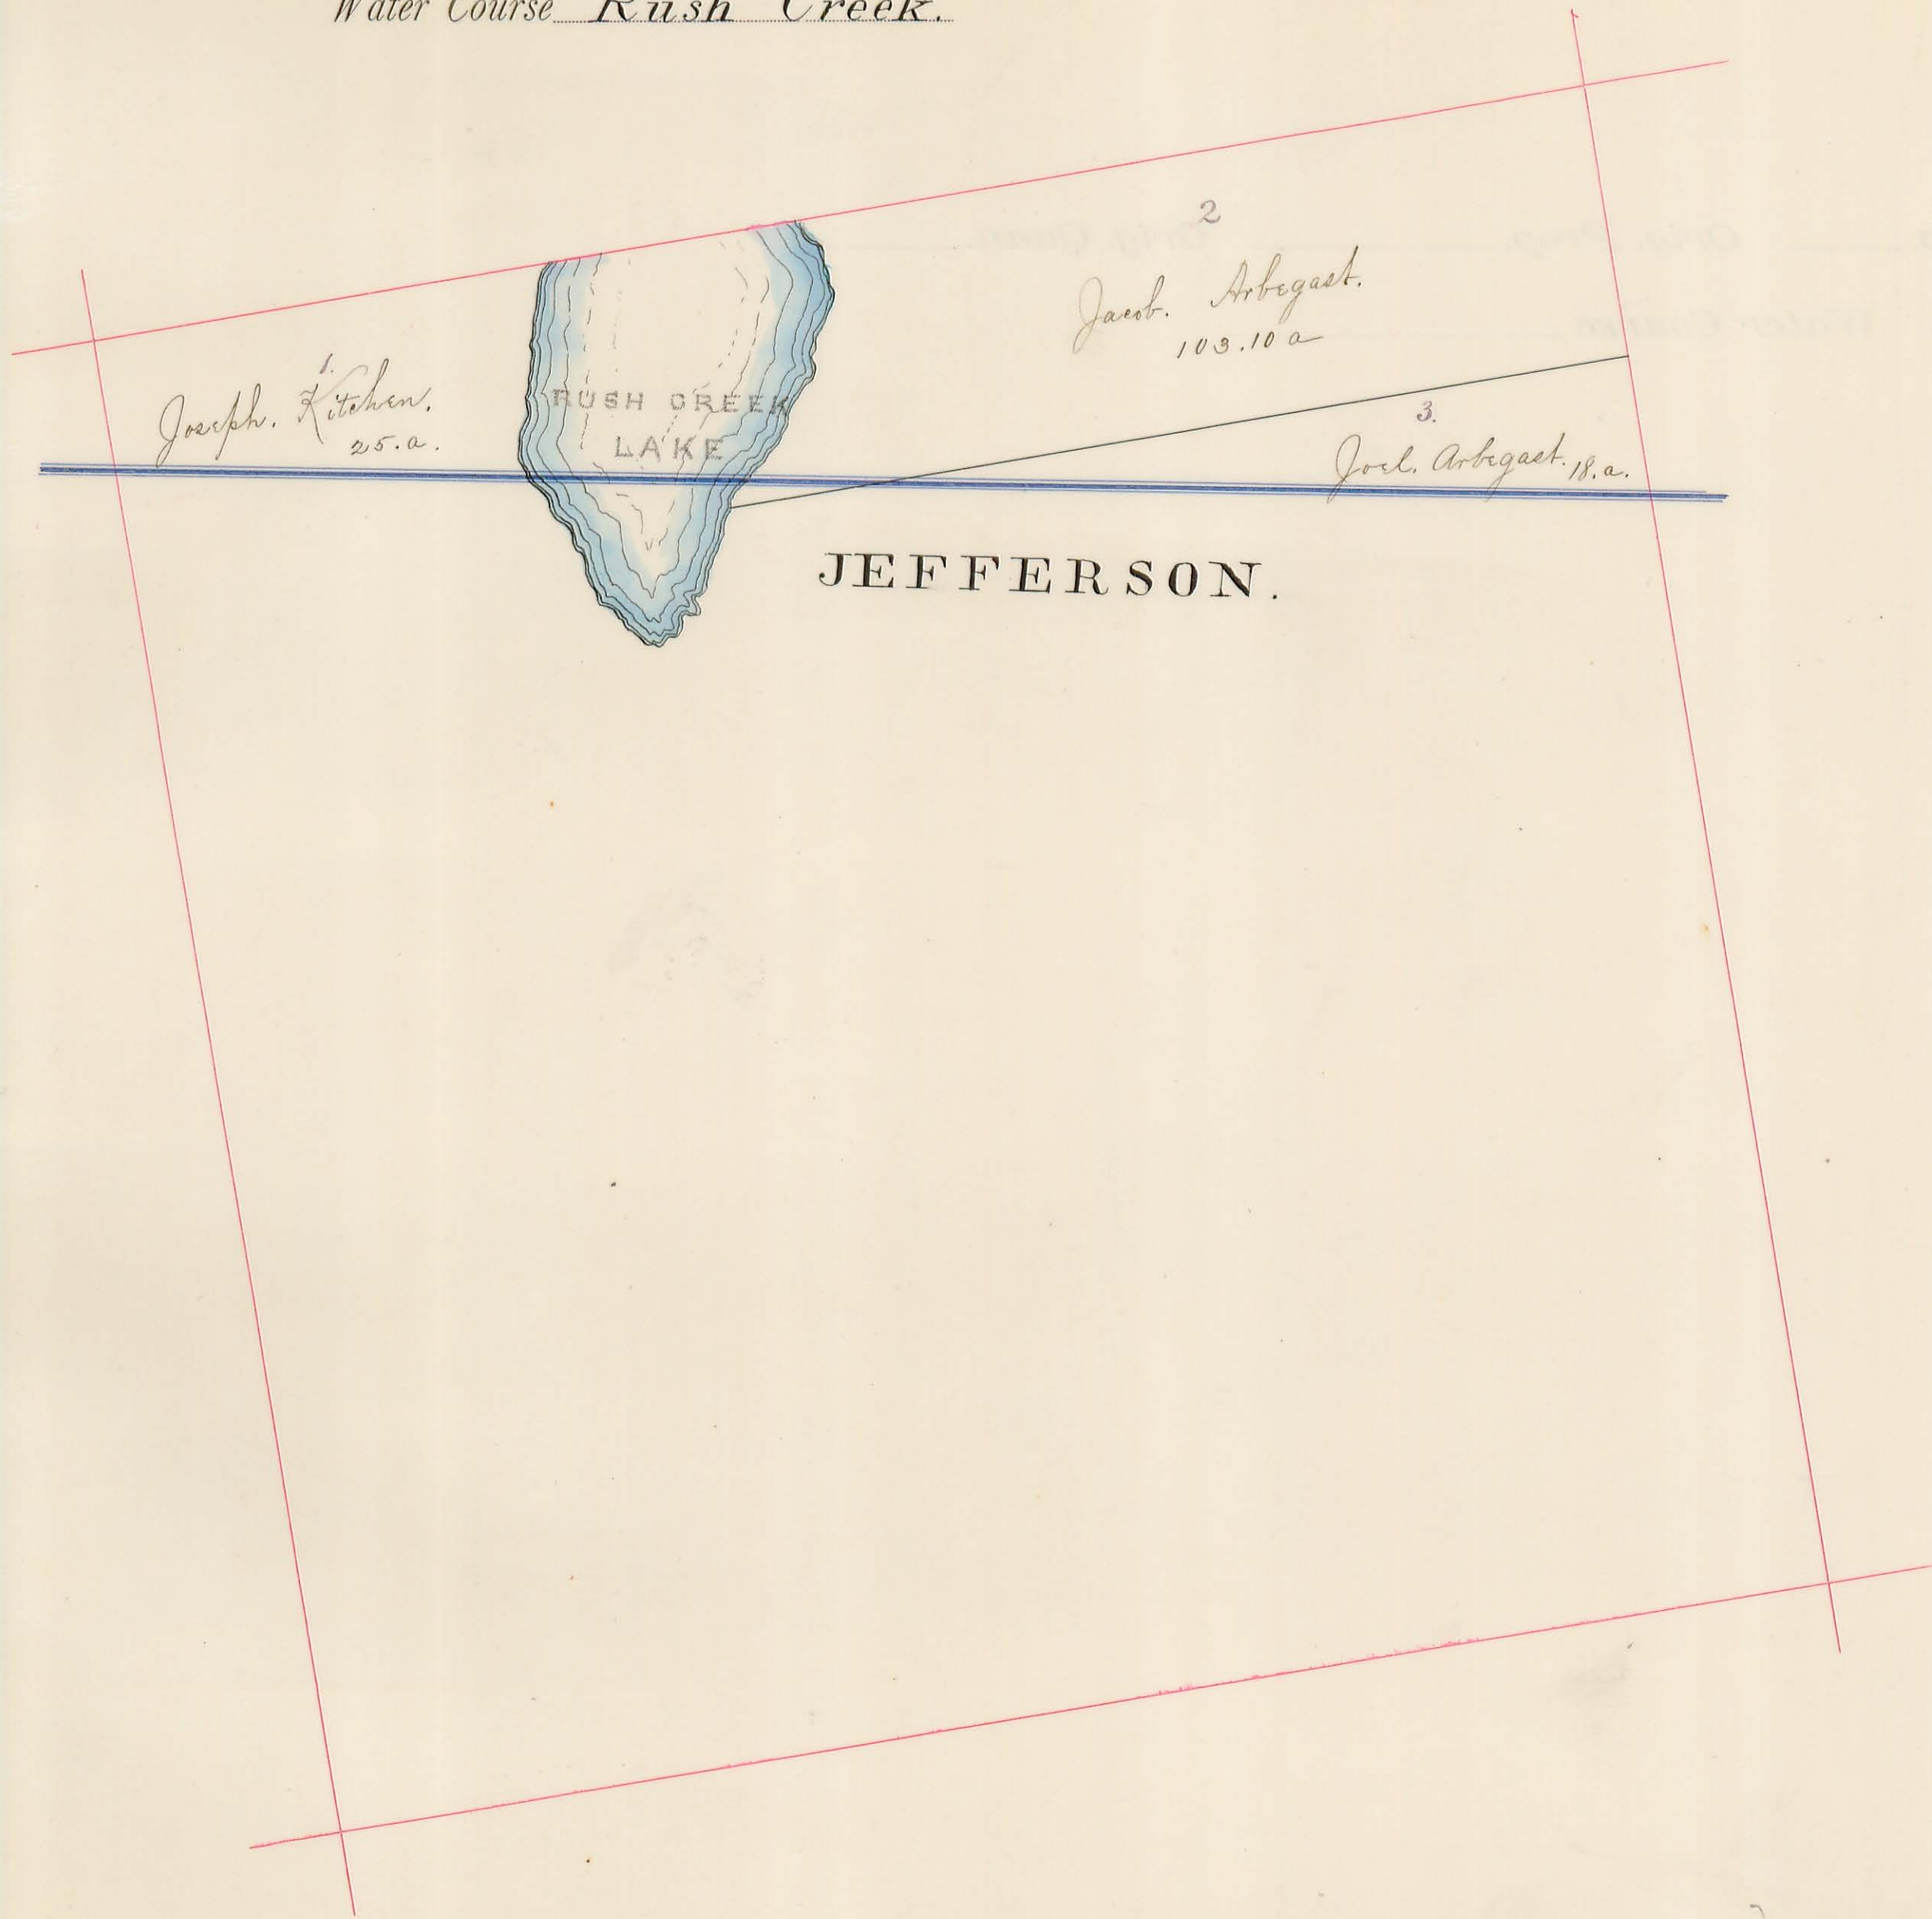 Water Course Rush Creek.
2
Jacob. Arbegast.
103.10 a
1.
Joseph. Kitchen.
25.a.
RUSH CREEK
LAKE
3.
Joel. Arbegast. 18.a.
JEFFERSON.